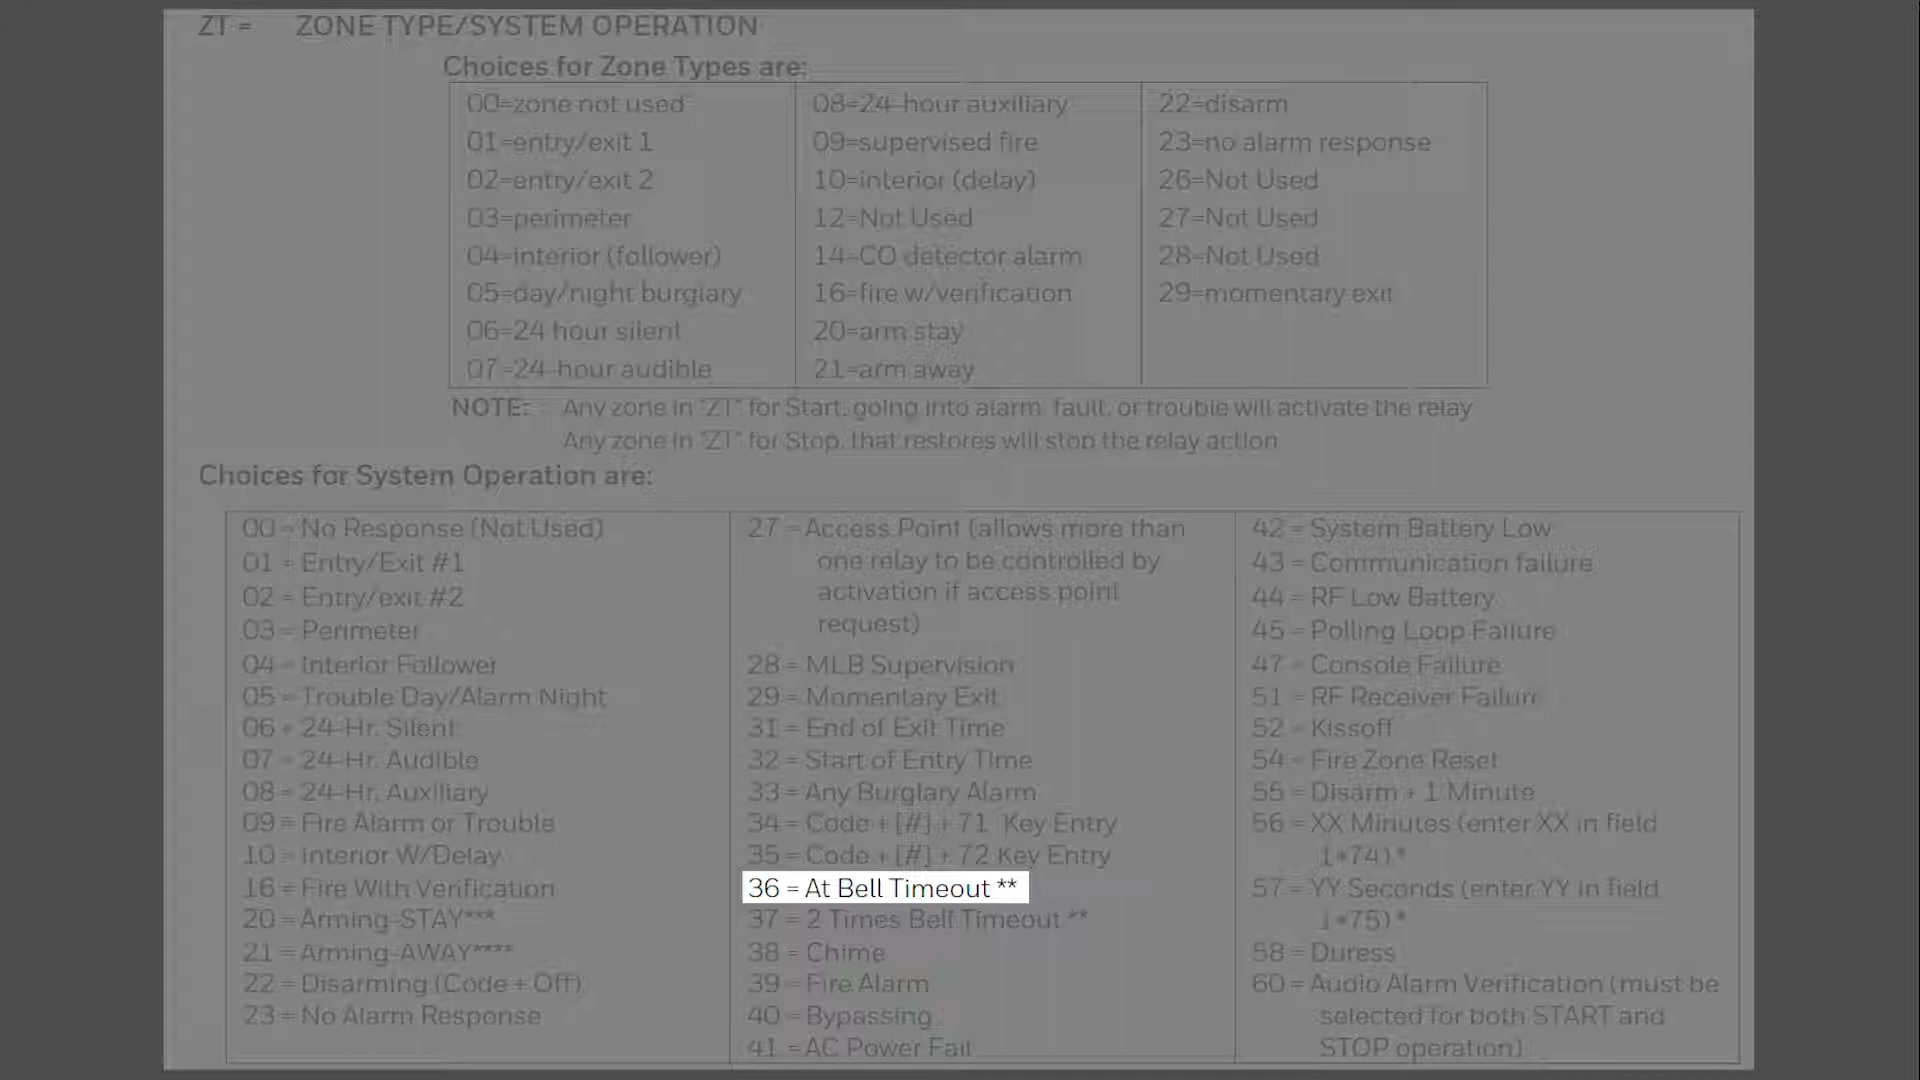 ZT = ZONE TYPE/SYSTEM OPERATION
Choices for Zone Types are:
00=zone not used
01=entry/exit 1
02=entry/exit 2
03=perimeter
04=interior (follower)
05=day/night burglary
06=24 hour silent
07=24-hour audible
08=24-hour auxiliary
09=supervised fire
10=interior (delay)
12=Not Used
14=CO detector alarm
16=fire w/verification
20=arm stay
21=arm away
22=disarm
23=no alarm response
26=Not Used
27=Not Used
28=Not Used
29=momentary exit
NOTE: Any zone in "ZT" for Start, going into alarm, fault, or trouble will activate the relay
Any zone in "ZT" for Stop, that restores will stop the relay action
Choices for System Operation are:
00 = No Response (Not Used)
01 = Entry/Exit #1
02 = Entry/exit #2
03 = Perimeter
04 = Interior Follower
05 = Trouble Day/Alarm Night
06 = 24-Hr. Silent
07 = 24-Hr. Audible
08 = 24-Hr. Auxiliary
09 = Fire Alarm or Trouble
10 = Interior W/Delay
16 = Fire With Verification
20 = Arming-STAY***
21 = Arming-AWAY****
22 = Disarming (Code + Off)
23 = No Alarm Response
27 = Access Point (allows more than
one relay to be controlled by
activation if access point
request)
28 = MLB Supervision
29 = Momentary Exit
31 = End of Exit Time
32 = Start of Entry Time
33 = Any Burglary Alarm
34 = Code + [#] + 71 Key Entry
35 = Code + [#] + 72 Key Entry
36 = At Bell Timeout **
37 = 2 Times Bell Timeout **
38 = Chime
39 = Fire Alarm
40 = Bypassing
41 = AC Power Fail
42 = System Battery Low
43 = Communication failure
44 = RF Low Battery
45 = Polling Loop Failure
47 = Console Failure
51 = RF Receiver Failure
52 = Kissoff
54 = Fire Zone Reset
55 = Disarm + 1 Minute
56 = XX Minutes (enter XX in field
1*74)*
57 = YY Seconds (enter YY in field
1*75)*
58 = Duress
60 = Audio Alarm Verification (must be
selected for both START and
STOP operation)